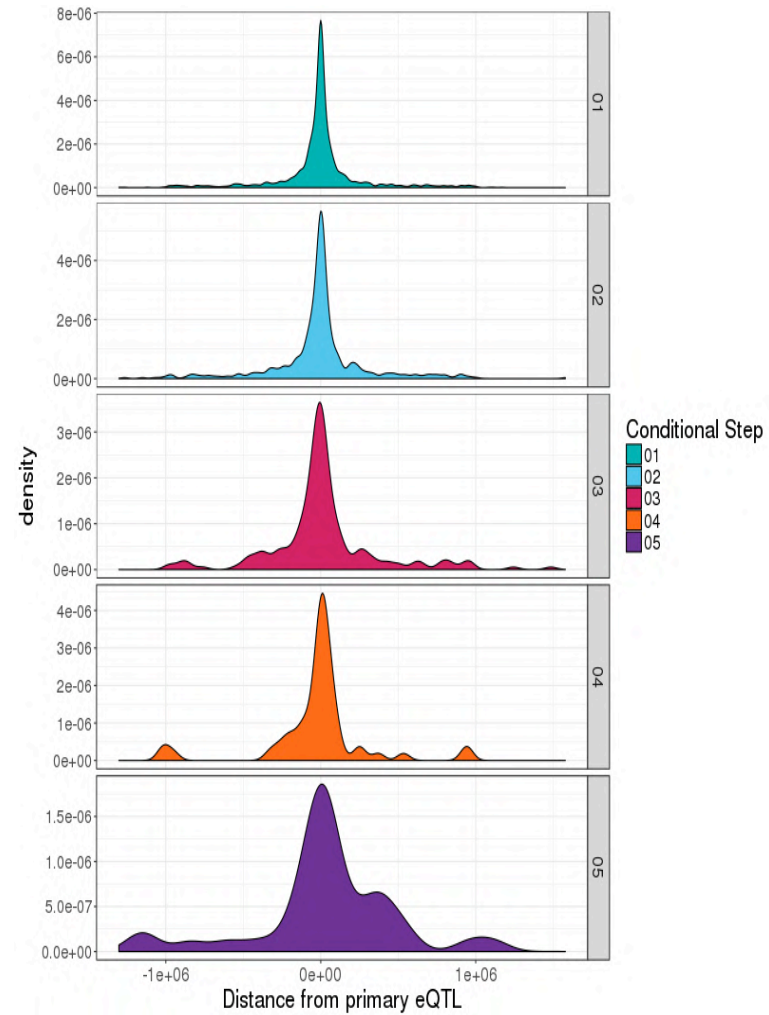 8e-06
6e-06
4e-06
2e-06
0e+00
01
4e-06
2e-06
0e+00
02
3e-06
2e-06
1e-06
0e+00
03
4e-06
3e-06
2e-06
1e-06
0e+00
04
1.5e-06
1.0e-06
5.0e-07
0.0e+00
05
density
-1e+06 0e+00 1e+06
Distance from primary eQTL
Conditional Step
01
02
03
04
05